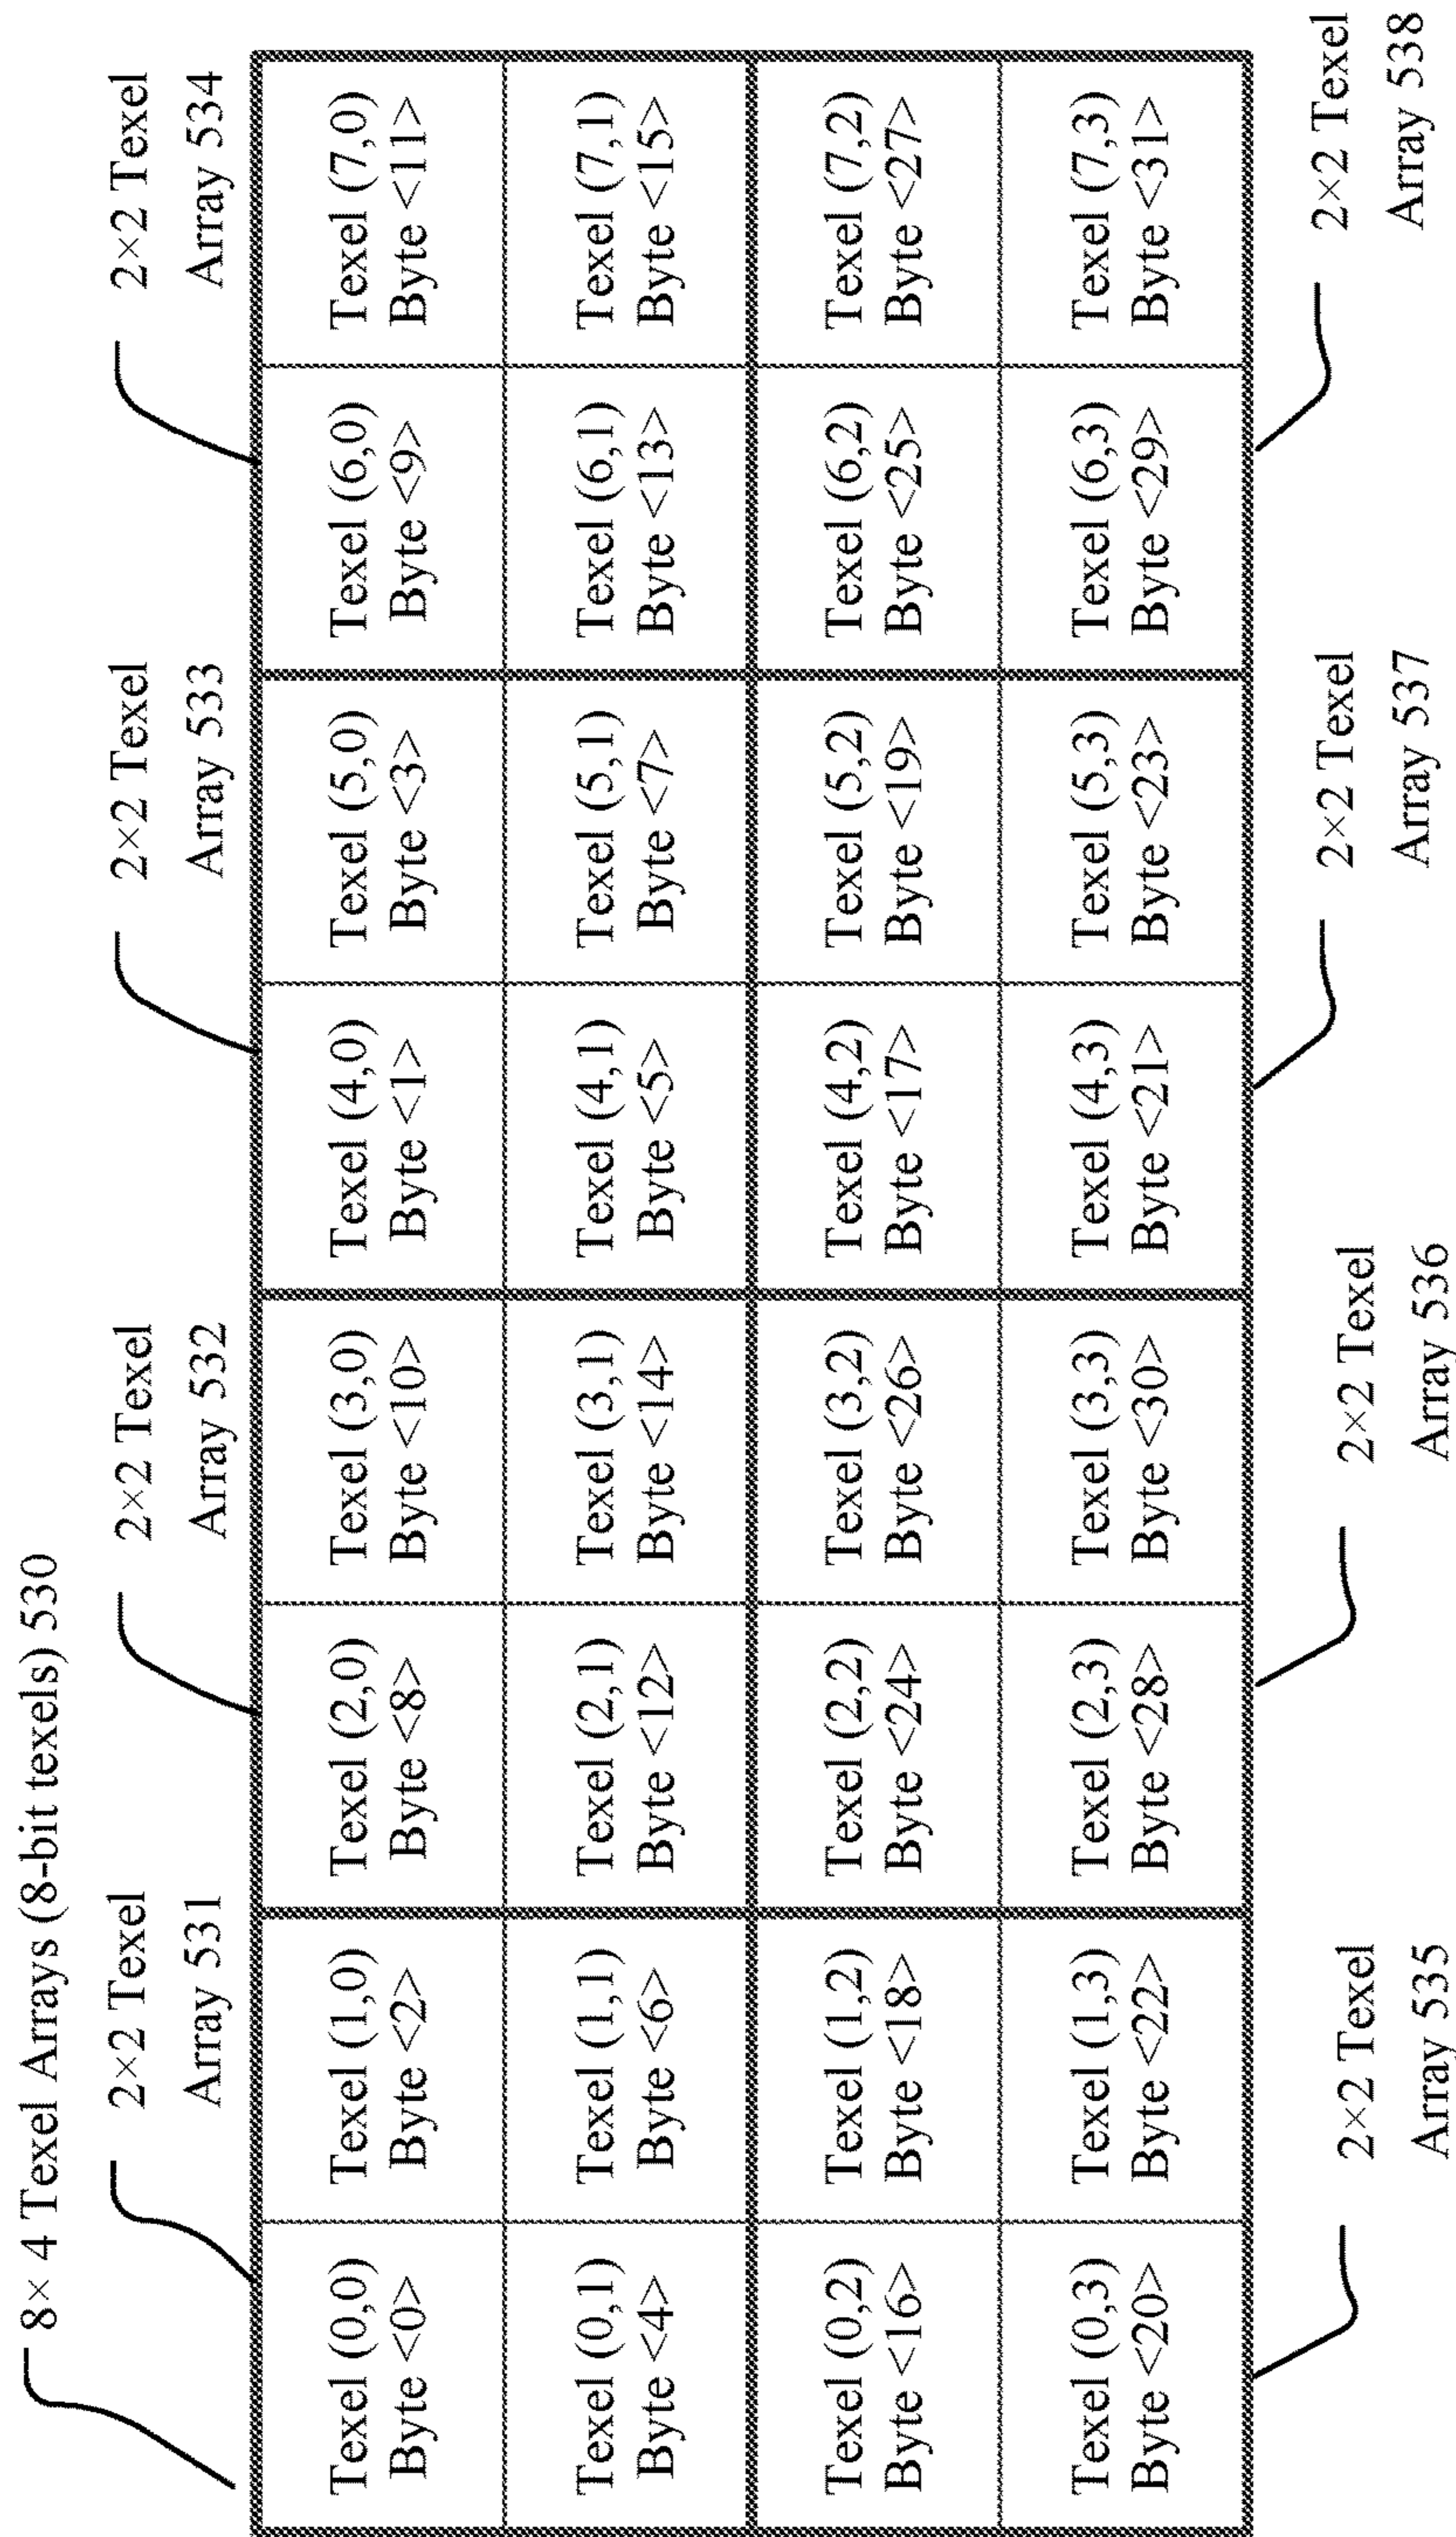 8× 4 Texel Arrays (8-bit texels) 530
2×2 Texel
Array 531
2×2 Texel
Array 532
2×2 Texel
Array 533
2×2 Texel
Array 534
Texel (0,0)
Byte <0>
Texel (1,0)
Byte <2>
Texel (2,0)
Byte <8>
Texel (3,0)
Byte <10>
Texel (4,0)
Byte <1>
Texel (5,0)
Byte <3>
Texel (6,0)
Byte <9>
Texel (7,0)
Byte <11>
Texel (0,1)
Byte <4>
Texel (1,1)
Byte <6>
Texel (2,1)
Byte <12>
Texel (3,1)
Byte <14>
Texel (4,1)
Byte <5>
Texel (5,1)
Byte <7>
Texel (6,1)
Byte <13>
Texel (7,1)
Byte <15>
Texel (0,2)
Byte <16>
Texel (1,2)
Byte <18>
Texel (2,2)
Byte <24>
Texel (3,2)
Byte <26>
Texel (4,2)
Byte <17>
Texel (5,2)
Byte <19>
Texel (6,2)
Byte <25>
Texel (7,2)
Byte <27>
Texel (0,3)
Byte <20>
Texel (1,3)
Byte <22>
Texel (2,3)
Byte <28>
Texel (3,3)
Byte <30>
Texel (4,3)
Byte <21>
Texel (5,3)
Byte <23>
Texel (6,3)
Byte <29>
Texel (7,3)
Byte <31>
2×2 Texel
Array 535
2×2 Texel
Array 536
2×2 Texel
Array 537
2×2 Texel
Array 538